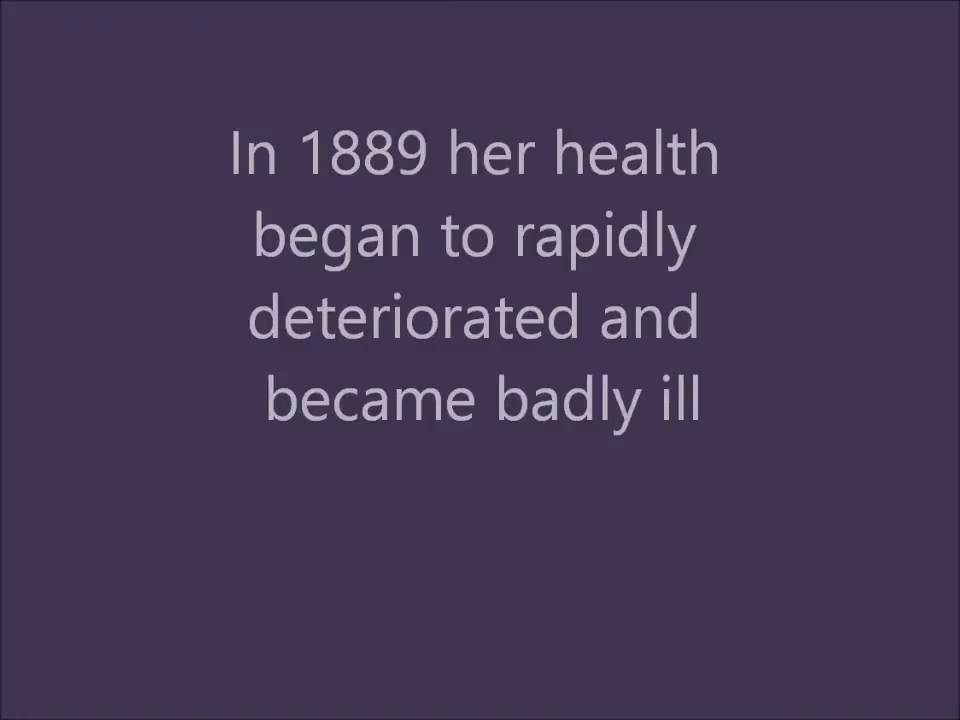 In 1889 her health
began to rapidly
deteriorated and
became badly ill